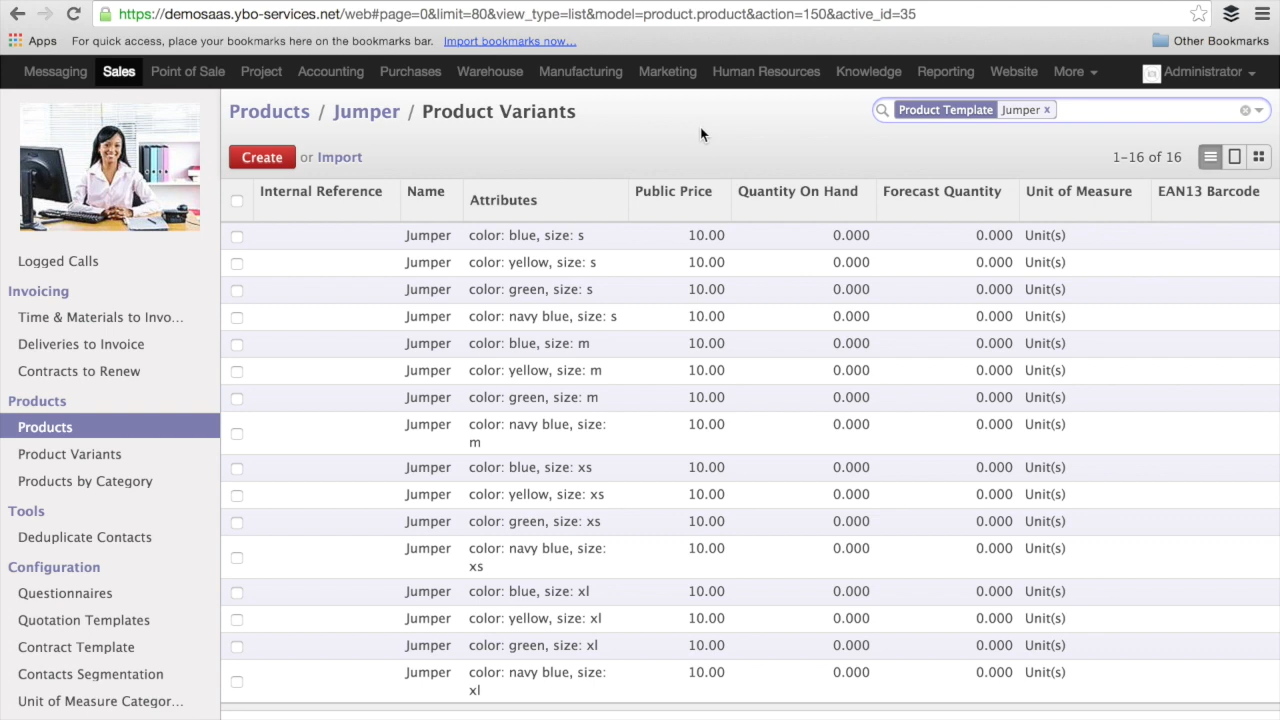 https://demosaas.ybo-services.net/web#page=0&limit=80&view_type=list&model=product.product&action=150&active_id=35
Apps For quick access, place your bookmarks here on the bookmarks bar. Import bookmarks now... Other Bookmarks
Messaging Sales Point of Sale Project Accounting Purchases Warehouse Manufacturing Marketing Human Resources Knowledge Reporting Website More Administrator
Products / Jumper / Product Variants
Product Template Jumper x
Create or Import
1-16 of 16
Internal Reference Name Attributes Public Price Quantity On Hand Forecast Quantity Unit of Measure EAN13 Barcode
Jumper color: blue, size: s 10.00 0.000 0.000 Unit(s)
Jumper color: yellow, size: s 10.00 0.000 0.000 Unit(s)
Jumper color: green, size: s 10.00 0.000 0.000 Unit(s)
Jumper color: navy blue, size: s 10.00 0.000 0.000 Unit(s)
Jumper color: blue, size: m 10.00 0.000 0.000 Unit(s)
Jumper color: yellow, size: m 10.00 0.000 0.000 Unit(s)
Jumper color: green, size: m 10.00 0.000 0.000 Unit(s)
Jumper color: navy blue, size: 10.00 0.000 0.000 Unit(s)
m
Jumper color: blue, size: xs 10.00 0.000 0.000 Unit(s)
Jumper color: yellow, size: xs 10.00 0.000 0.000 Unit(s)
Jumper color: green, size: xs 10.00 0.000 0.000 Unit(s)
Jumper color: navy blue, size: 10.00 0.000 0.000 Unit(s)
xs
Jumper color: blue, size: xl 10.00 0.000 0.000 Unit(s)
Jumper color: yellow, size: xl 10.00 0.000 0.000 Unit(s)
Jumper color: green, size: xl 10.00 0.000 0.000 Unit(s)
Jumper color: navy blue, size: 10.00 0.000 0.000 Unit(s)
xl
Logged Calls
Invoicing
Time & Materials to Invo...
Deliveries to Invoice
Contracts to Renew
Products
Products
Product Variants
Products by Category
Tools
Deduplicate Contacts
Configuration
Questionnaires
Quotation Templates
Contract Template
Contacts Segmentation
Unit of Measure Categor...